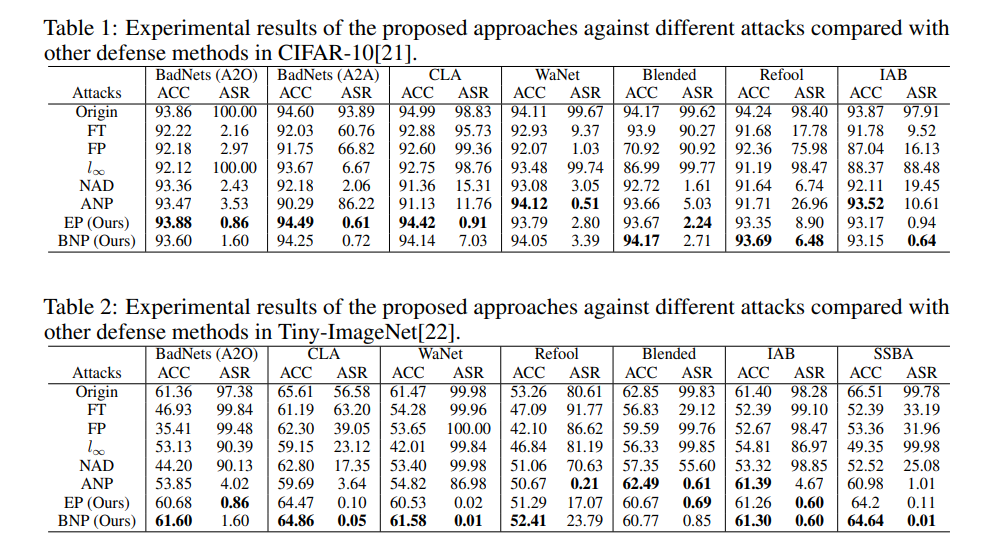 Table 1: Experimental results of the proposed approaches against different attacks compared with
other defense methods in CIFAR-10[21].
BadNets (A2O) BadNets (A2A) CLA WaNet Blended Refool IAB
Attacks ACC ASR ACC ASR ACC ASR ACC ASR ACC ASR ACC ASR ACC ASR
Origin 93.86 100.00 94.60 93.89 94.99 98.83 94.11 99.67 94.17 99.62 94.24 98.40 93.87 97.91
FT 92.22 2.16 92.03 60.76 92.88 95.73 92.93 9.37 93.9 90.27 91.68 17.78 91.78 9.52
FP 92.18 2.97 91.75 66.82 92.60 99.36 92.07 1.03 70.92 90.92 92.36 75.98 87.04 16.13
l∞ 92.12 100.00 93.67 6.67 92.75 98.76 93.48 99.74 86.99 99.77 91.19 98.47 88.37 88.48
NAD 93.36 2.43 92.18 2.06 91.36 15.31 93.08 3.05 92.72 1.61 91.64 6.74 92.11 19.45
ANP 93.47 3.53 90.29 86.22 91.13 11.76 94.12 0.51 93.66 5.03 91.71 26.96 93.52 10.61
EP (Ours) 93.88 0.86 94.49 0.61 94.42 0.91 93.79 2.80 93.67 2.24 93.35 8.90 93.17 0.94
BNP (Ours) 93.60 1.60 94.25 0.72 94.14 7.03 94.05 3.39 94.17 2.71 93.69 6.48 93.15 0.64
Table 2: Experimental results of the proposed approaches against different attacks compared with
other defense methods in Tiny-ImageNet[22].
BadNets (A2O) CLA WaNet Refool Blended IAB SSBA
Attacks ACC ASR ACC ASR ACC ASR ACC ASR ACC ASR ACC ASR ACC ASR
Origin 61.36 97.38 65.61 56.58 61.47 99.98 53.26 80.61 62.85 99.83 61.40 98.28 66.51 99.78
FT 46.93 99.84 61.19 63.20 54.28 99.96 47.09 91.77 56.83 29.12 52.39 99.10 52.39 33.19
FP 35.41 99.48 62.30 39.05 53.65 100.00 42.10 86.62 59.59 99.76 52.67 98.47 53.36 31.96
l∞ 53.13 90.39 59.15 23.12 42.01 99.84 46.84 81.19 56.33 99.85 54.81 86.97 49.35 99.98
NAD 44.20 90.13 62.80 17.35 53.40 99.98 51.06 70.63 57.35 55.60 53.32 98.85 52.52 25.08
ANP 53.85 4.02 59.69 3.64 54.82 86.98 50.67 0.21 62.49 0.61 61.39 4.67 60.98 1.01
EP (Ours) 60.68 0.86 64.47 0.10 60.53 0.02 51.29 17.07 60.67 0.69 61.26 0.60 64.2 0.11
BNP (Ours) 61.60 1.60 64.86 0.05 61.58 0.01 52.41 23.79 60.77 0.85 61.30 0.60 64.64 0.01